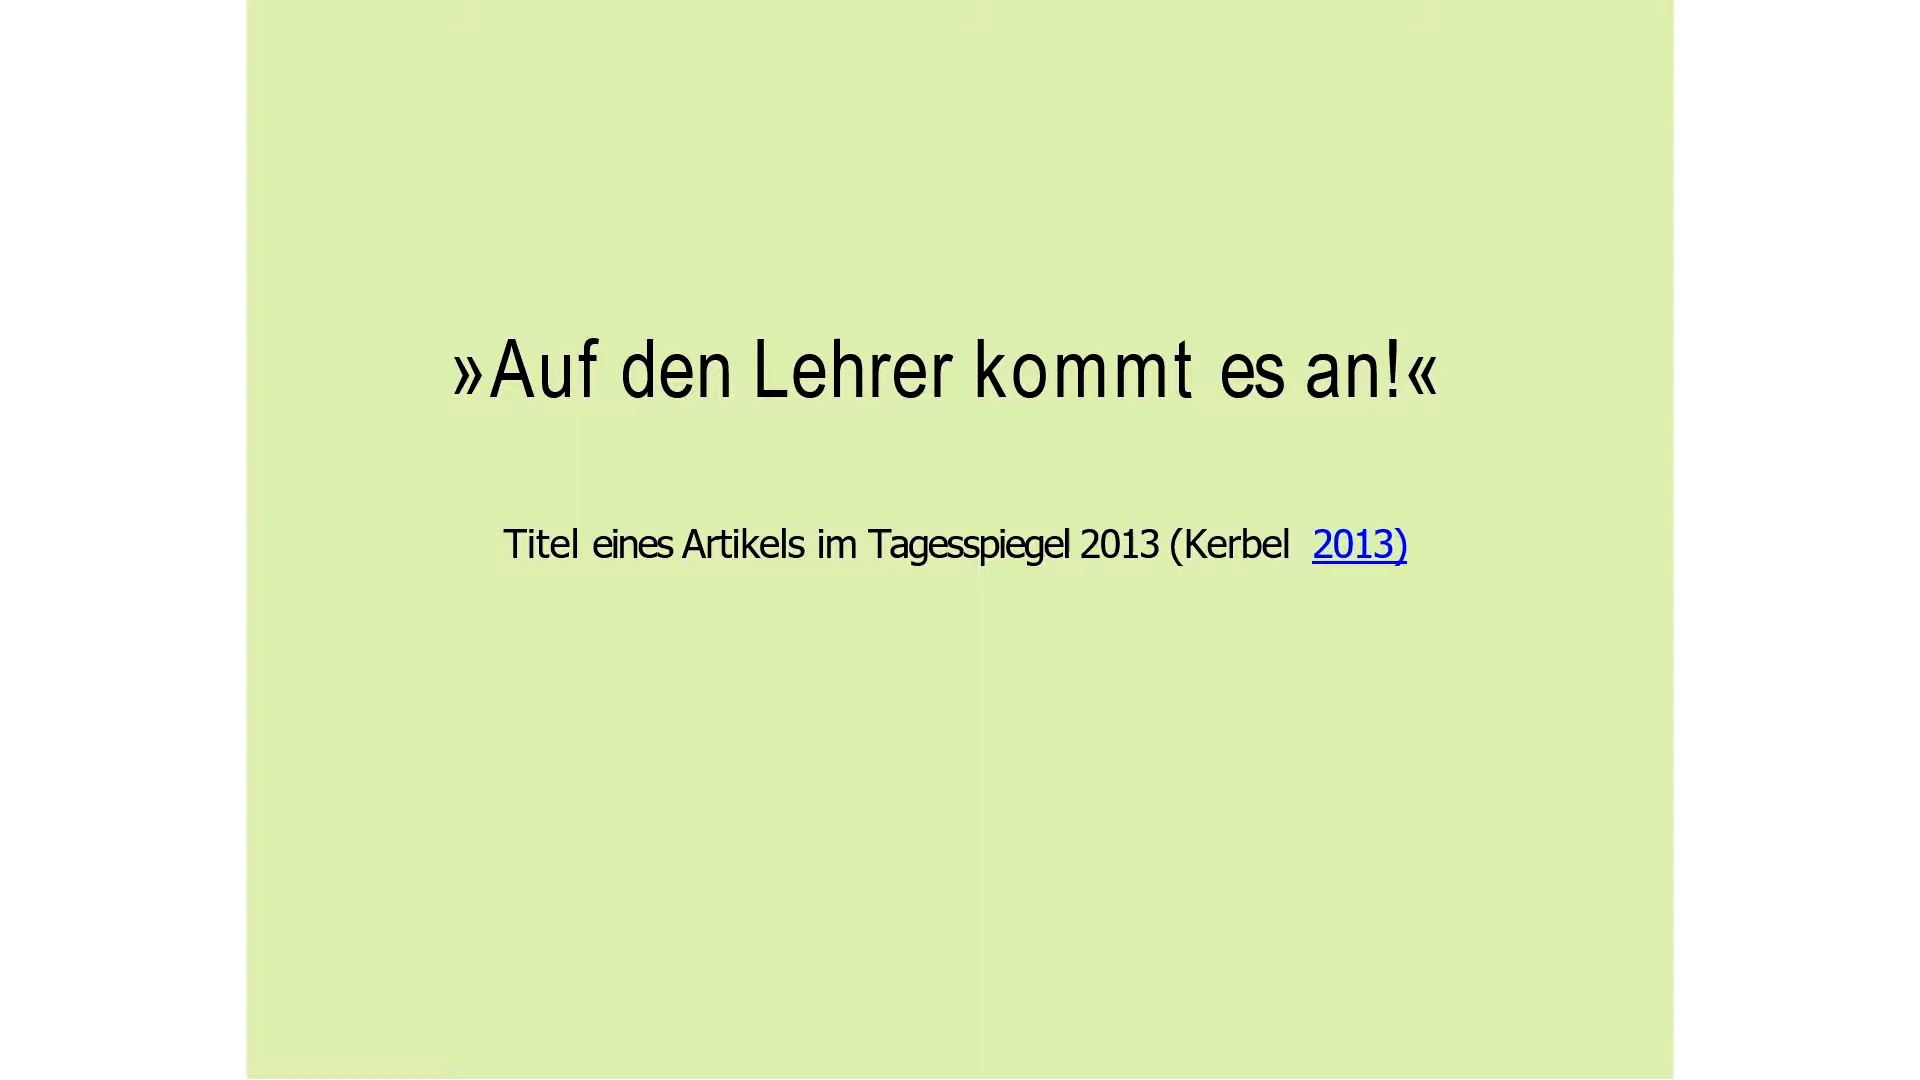 »Auf den Lehrer kommt es an!«
Titel eines Artikels im Tagesspiegel 2013 (Kerbel 2013)